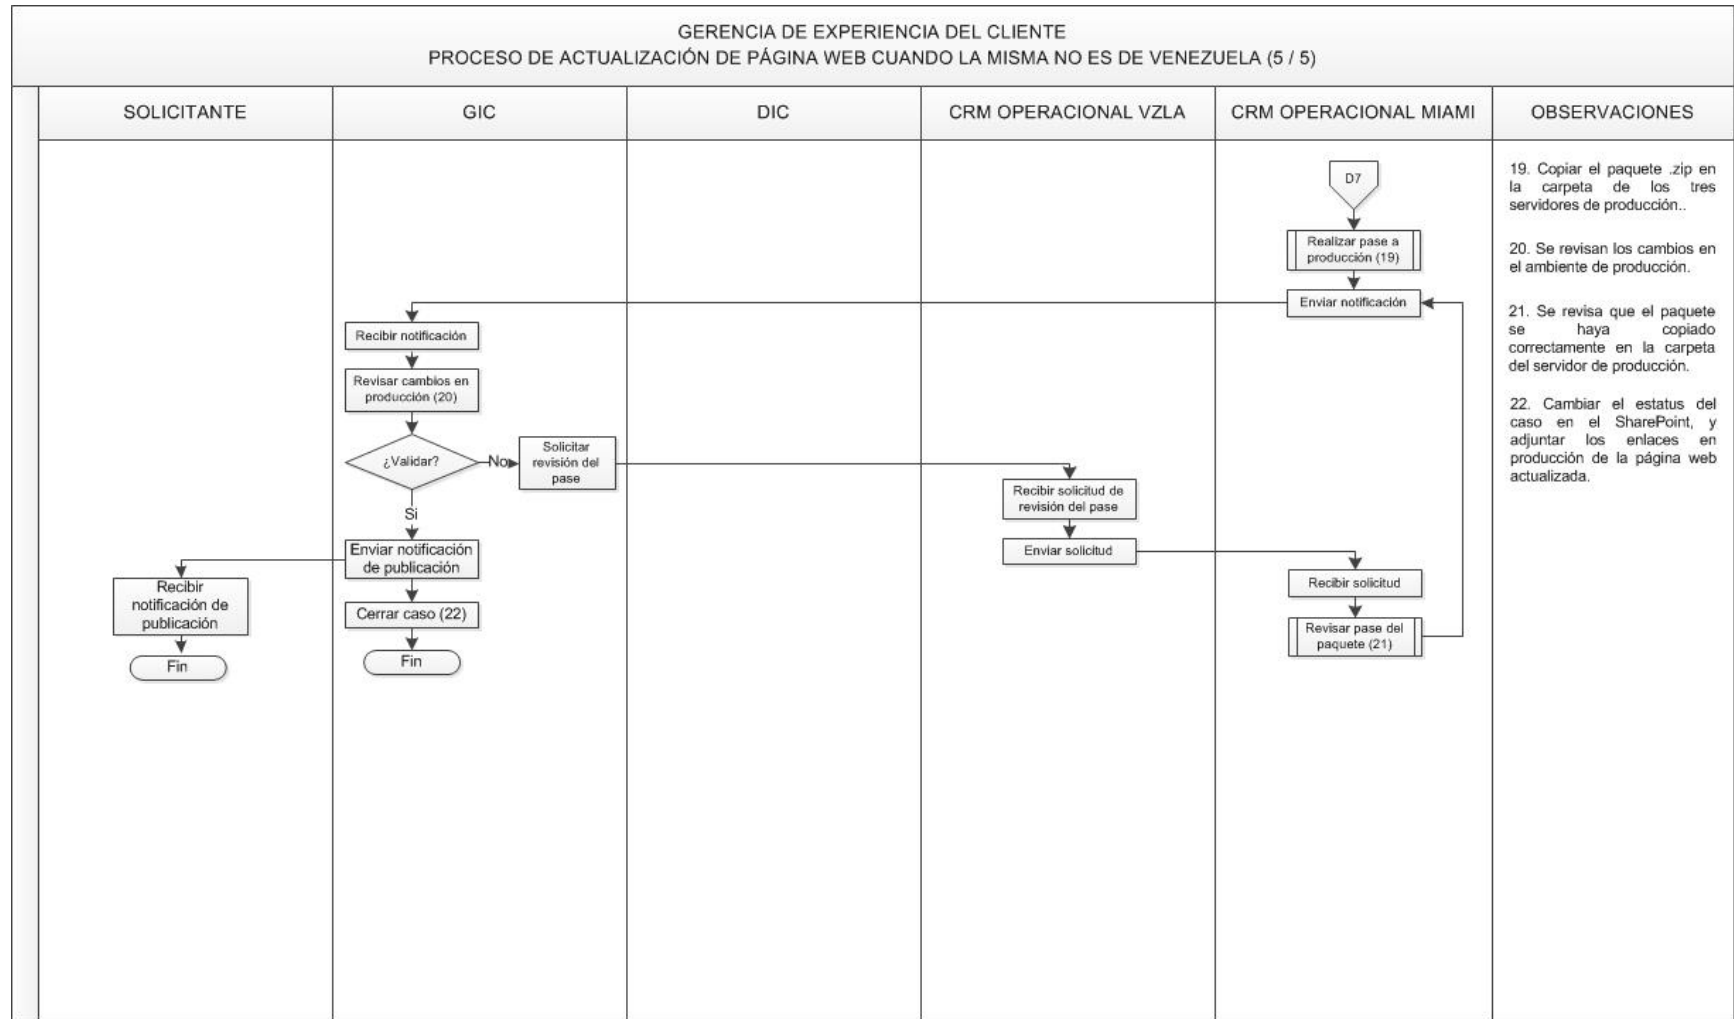 GERENCIA DE EXPERIENCIA DEL CLIENTE
PROCESO DE ACTUALIZACIÓN DE PÁGINA WEB CUANDO LA MISMA NO ES DE VENEZUELA (5 / 5)
SOLICITANTE
GIC
DIC
CRM OPERACIONAL VZLA
CRM OPERACIONAL MIAMI
OBSERVACIONES
D7
Realizar pase a
producción (19)
Enviar notificación
Recibir notificación
Revisar cambios en
producción (20)
¿Validar?
No
Solicitar
revisión del
pase
Si
Recibir solicitud de
revisión del pase
Enviar solicitud
Enviar notificación
de publicación
Recibir
notificación de
publicación
Fin
Cerrar caso (22)
Fin
Recibir solicitud
Revisar pase del
paquete (21)
19. Copiar el paquete .zip en
la carpeta de los tres
servidores de producción..
20. Se revisan los cambios en
el ambiente de producción.
21. Se revisa que el paquete
se haya copiado
correctamente en la carpeta
del servidor de producción.
22. Cambiar el estatus del
caso en el SharePoint, y
adjuntar los enlaces en
producción de la página web
actualizada.